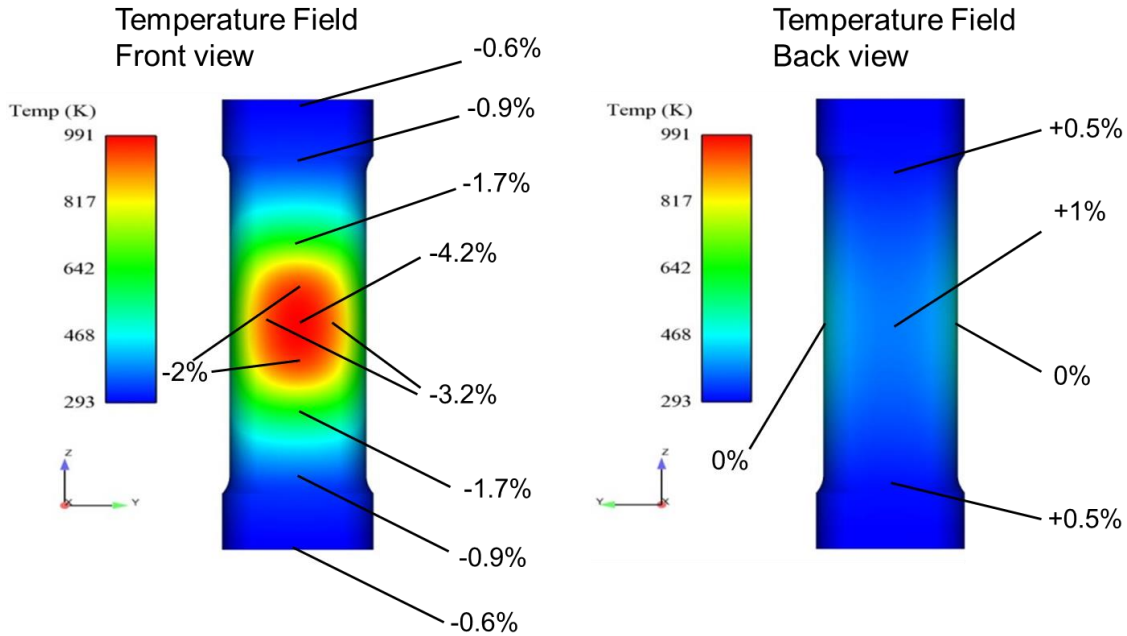 Temperature Field
Front view
-0.6%
Temp (K)
991
817
642
468
293
-0.9%
-1.7%
-4.2%
-2%
-3.2%
-1.7%
-0.9%
-0.6%
Z
X
Y
Temperature Field
Back view
Temp (K)
991
817
642
468
293
+0.5%
+1%
0%
0%
+0.5%
Z
Y
X